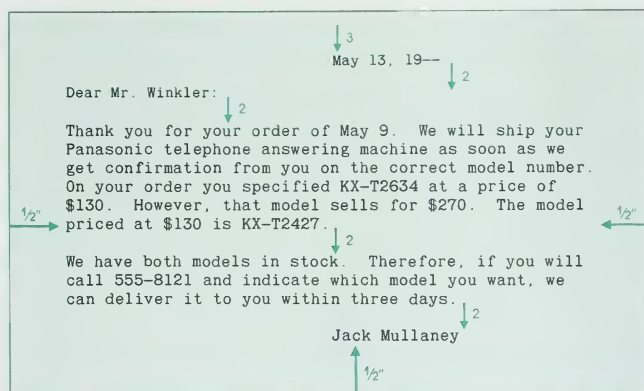 3
May 13, 19--
2
Dear Mr. Winkler:
2
Thank you for your order of May 9. We will ship your
Panasonic telephone answering machine as soon as we
get confirmation from you on the correct model number.
On your order you specified KX-T2634 at a price of
$130. However, that model sells for $270. The model
½" priced at $130 is KX-T2427. ½"
2
We have both models in stock. Therefore, if you will
call 555-8121 and indicate which model you want, we
can deliver it to you within three days.
2
Jack Mullaney
½"